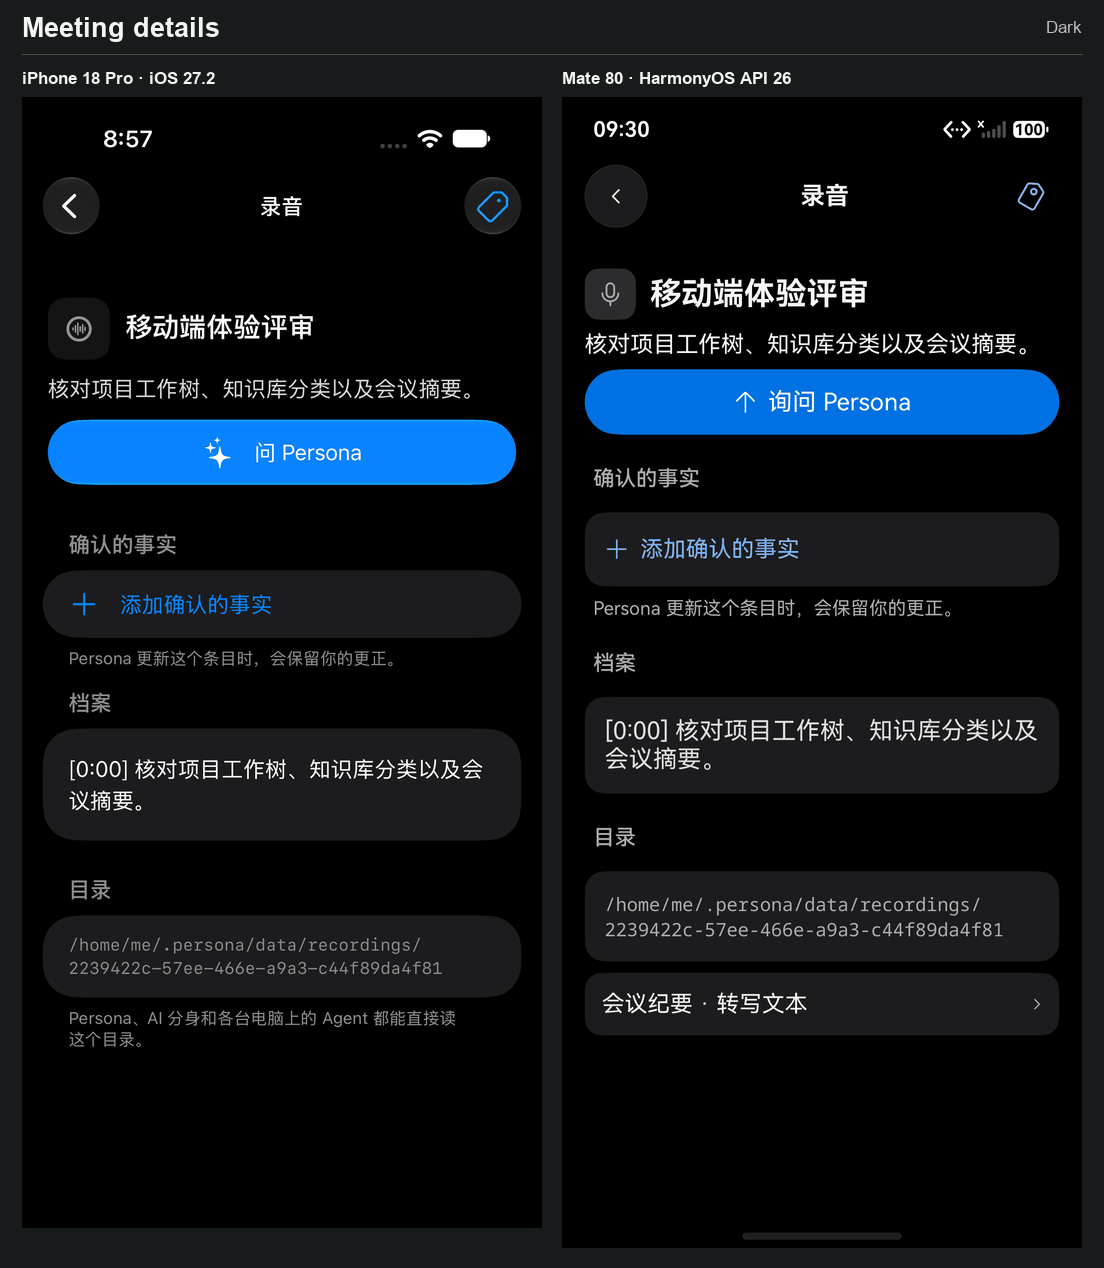 Meeting details
Dark
iPhone 18 Pro · iOS 27.2
8:57
录音
移动端体验评审
核对项目工作树、知识库分类以及会议摘要。
问 Persona
确认的事实
添加确认的事实
Persona 更新这个条目时，会保留你的更正。
档案
[0:00] 核对项目工作树、知识库分类以及会
议摘要。
目录
/home/me/.persona/data/recordings/
2239422c-57ee-466e-a9a3-c44f89da4f81
Persona、AI 分身和各台电脑上的 Agent 都能直接读
这个目录。
Mate 80 · HarmonyOS API 26
09:30
100
录音
移动端体验评审
核对项目工作树、知识库分类以及会议摘要。
询问 Persona
确认的事实
添加确认的事实
Persona 更新这个条目时，会保留你的更正。
档案
[0:00] 核对项目工作树、知识库分类以及
会议摘要。
目录
/home/me/.persona/data/recordings/
2239422c-57ee-466e-a9a3-c44f89da4f81
会议纪要 · 转写文本